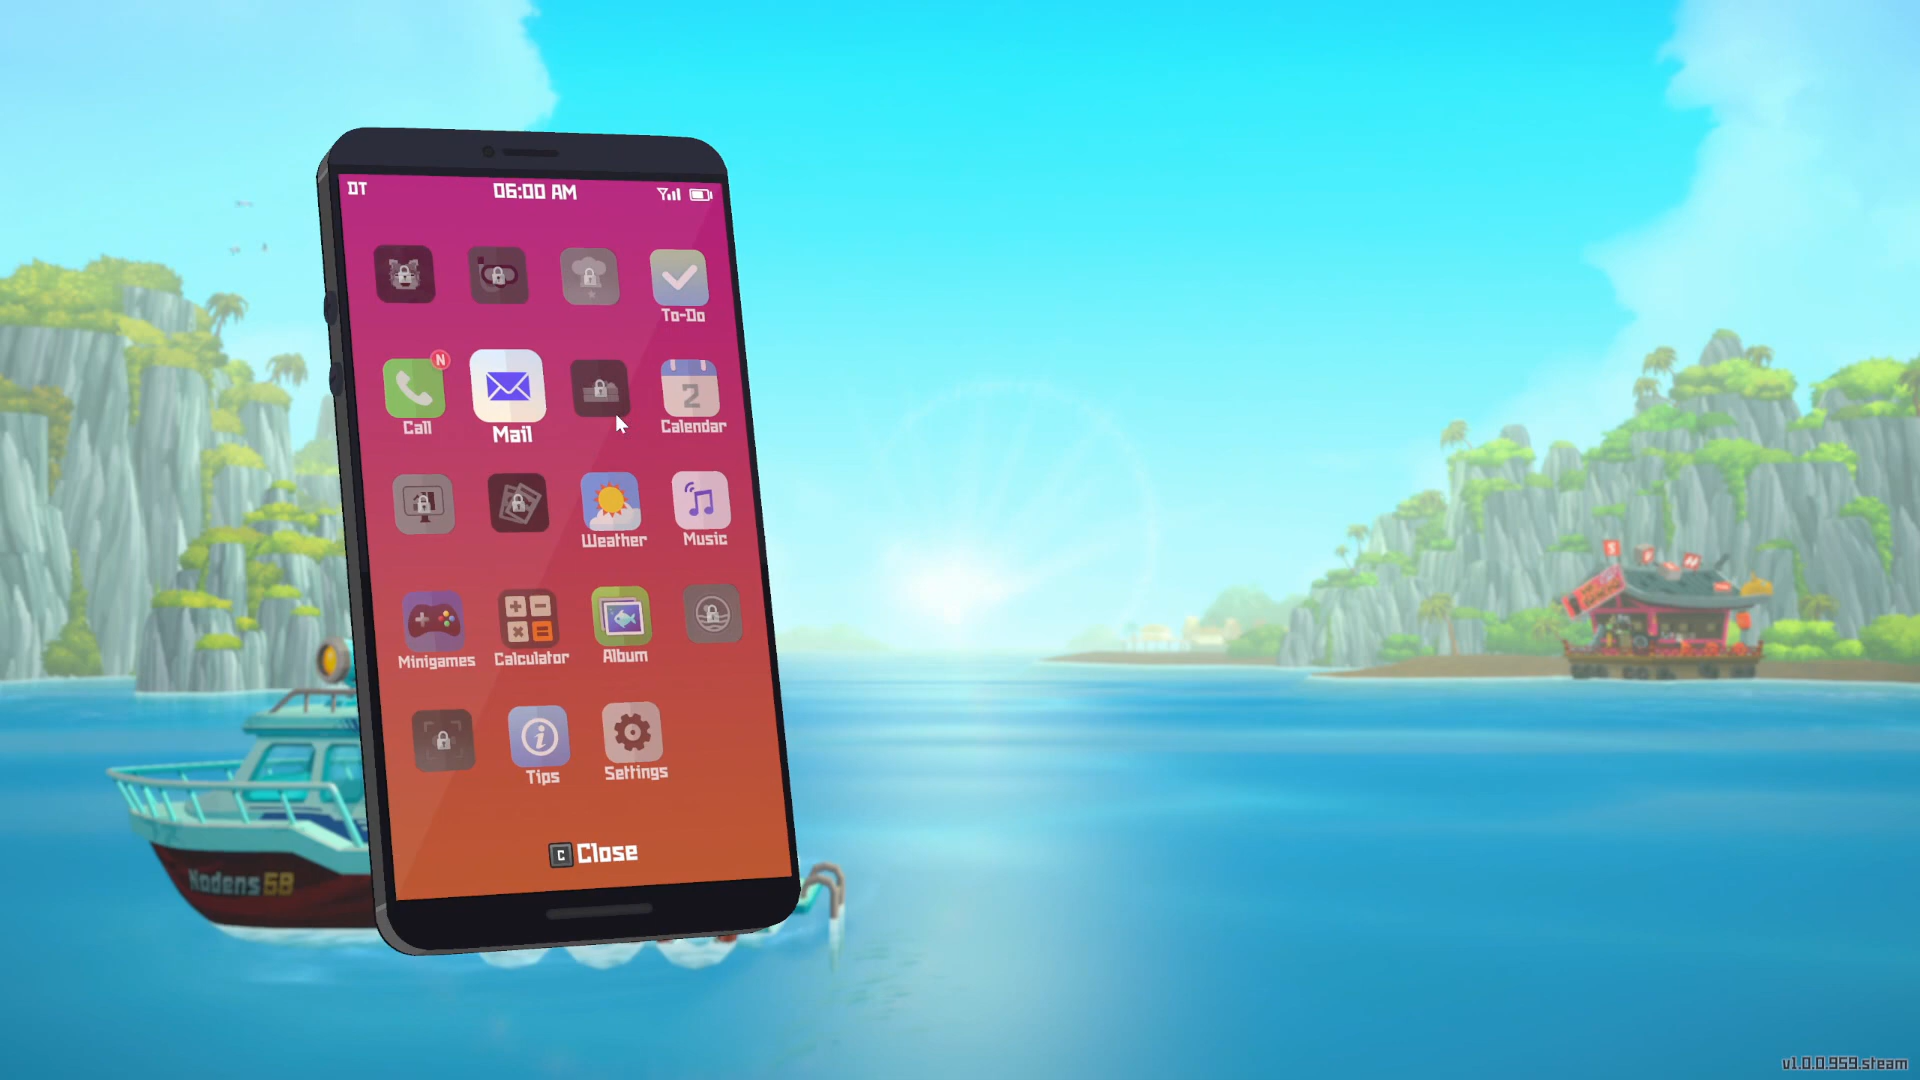 DT
06:00 AM
To-Do
N
Call
Mail
2
Calendar
Weather
Music
Minigames
Calculator
Album
i
Tips
Settings
C Close
Nodens 68
v1.0.0.959.steam